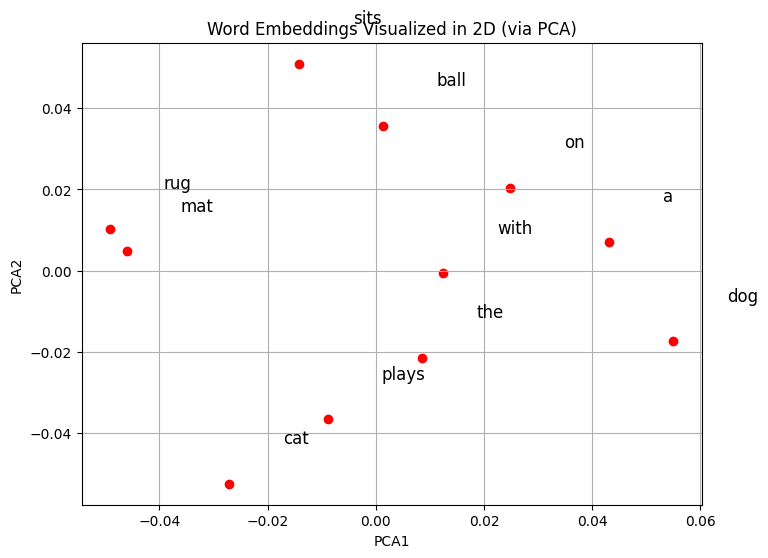 sits
Word Embeddings Visualized in 2D (via PCA)
ball
0.04
on
rug
0.02
a
mat
with
0.00
PCA2
dog
the
−0.02
plays
−0.04
cat
−0.04
−0.02
0.00
0.02
0.04
0.06
PCA1